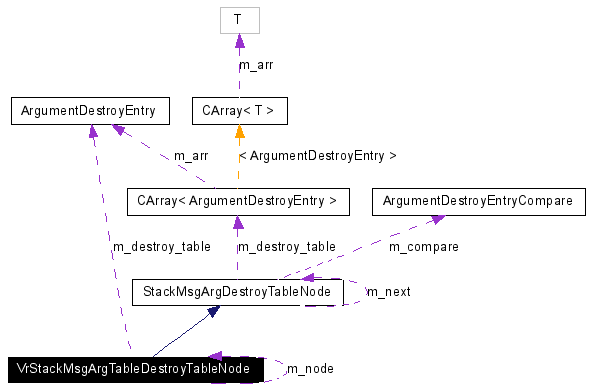 T
m_arr
ArgumentDestroyEntry
CArray< T >
m_arr
< ArgumentDestroyEntry >
CArray< ArgumentDestroyEntry >
ArgumentDestroyEntryCompare
m_destroy_table
m_destroy_table
m_compare
StackMsgArgDestroyTableNode
m_next
VrStackMsgArgTableDestroyTableNode
m_node